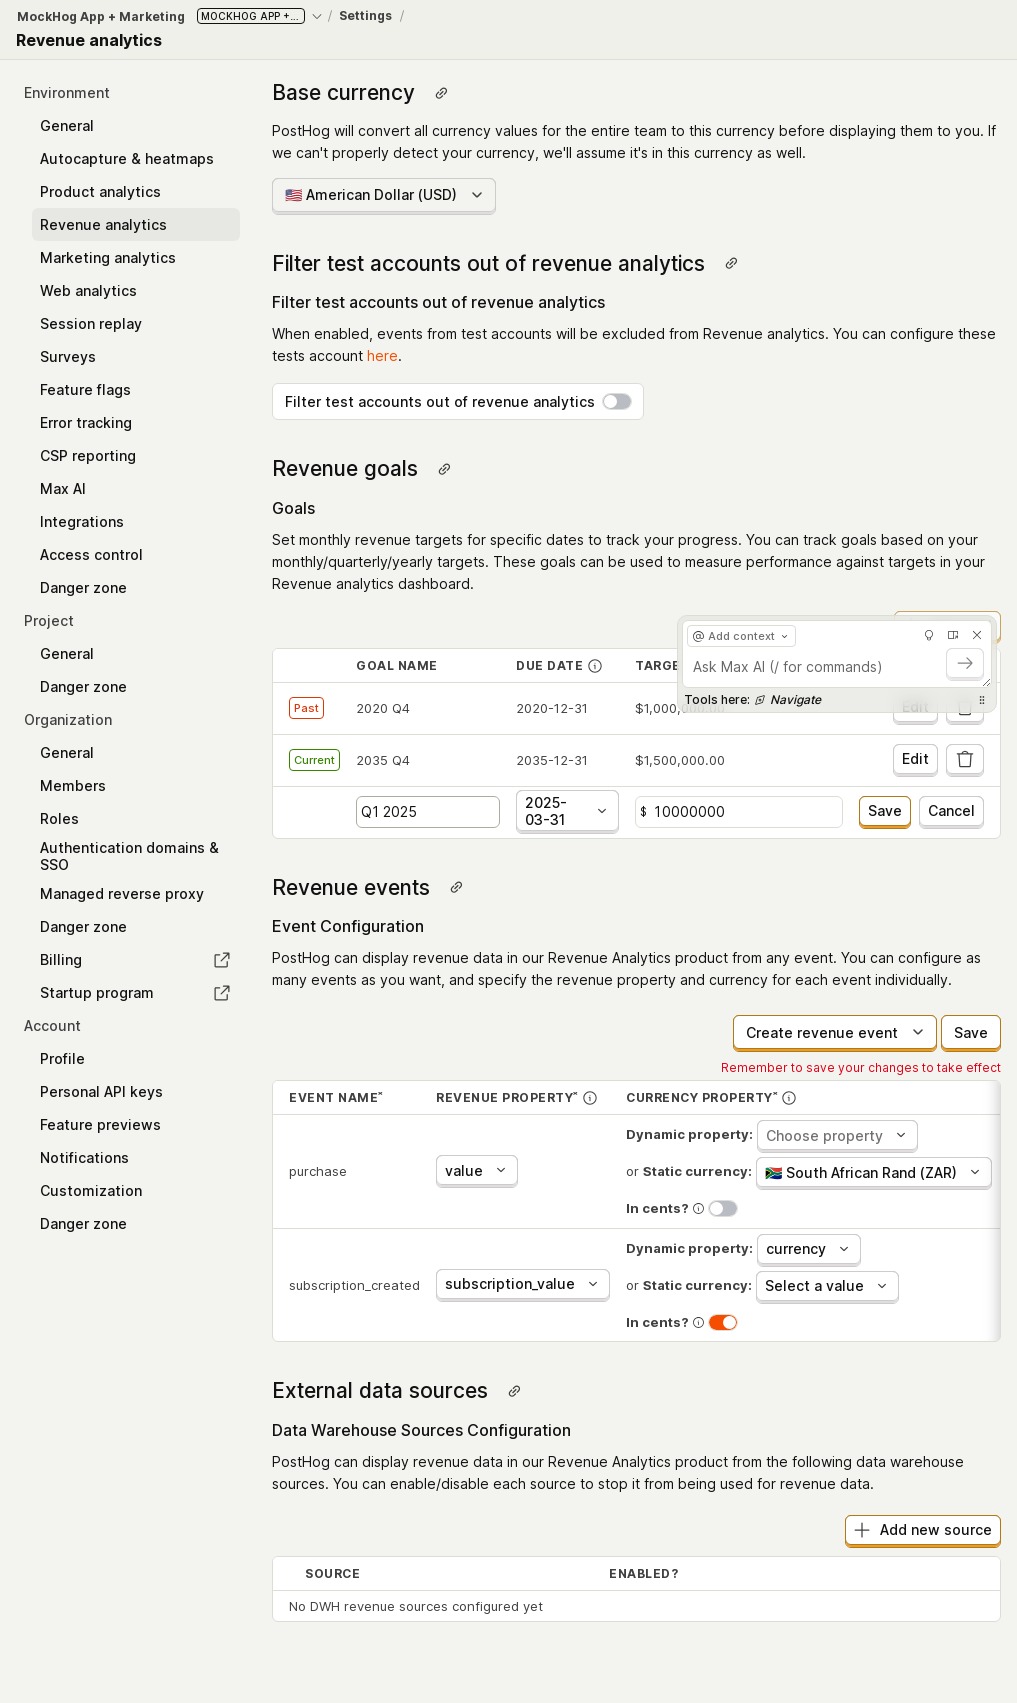 MockHog App + Marketing MOCKHOG APP +... / Settings /
Revenue analytics
Environment
General
Autocapture & heatmaps
Product analytics
Revenue analytics
Marketing analytics
Web analytics
Session replay
Surveys
Feature flags
Error tracking
CSP reporting
Max AI
Integrations
Access control
Danger zone
Project
General
Danger zone
Organization
General
Members
Roles
Authentication domains &
SSO
Managed reverse proxy
Danger zone
Billing
Startup program
Account
Profile
Personal API keys
Feature previews
Notifications
Customization
Danger zone
Base currency
PostHog will convert all currency values for the entire team to this currency before displaying them to you. If
we can't properly detect your currency, we'll assume it's in this currency as well.
American Dollar (USD)
Filter test accounts out of revenue analytics
Filter test accounts out of revenue analytics
When enabled, events from test accounts will be excluded from Revenue analytics. You can configure these
tests account here.
Filter test accounts out of revenue analytics
Revenue goals
Goals
Set monthly revenue targets for specific dates to track your progress. You can track goals based on your
monthly/quarterly/yearly targets. These goals can be used to measure performance against targets in your
Revenue analytics dashboard.
@ Add context
Ask Max AI (/ for commands)
Tools here: Navigate
GOAL NAME DUE DATE TARGE
Past 2020 Q4 2020-12-31 $1,000,000.00 Edit
Current 2035 Q4 2035-12-31 $1,500,000.00 Edit
Q1 2025 2025-
03-31 $ 10000000 Save Cancel
Revenue events
Event Configuration
PostHog can display revenue data in our Revenue Analytics product from any event. You can configure as
many events as you want, and specify the revenue property and currency for each event individually.
Create revenue event Save
Remember to save your changes to take effect
EVENT NAME* REVENUE PROPERTY* CURRENCY PROPERTY*
Dynamic property: Choose property
purchase value or Static currency: South African Rand (ZAR)
In cents?
Dynamic property: currency
subscription_created subscription_value or Static currency: Select a value
In cents?
External data sources
Data Warehouse Sources Configuration
PostHog can display revenue data in our Revenue Analytics product from the following data warehouse
sources. You can enable/disable each source to stop it from being used for revenue data.
Add new source
SOURCE ENABLED?
No DWH revenue sources configured yet